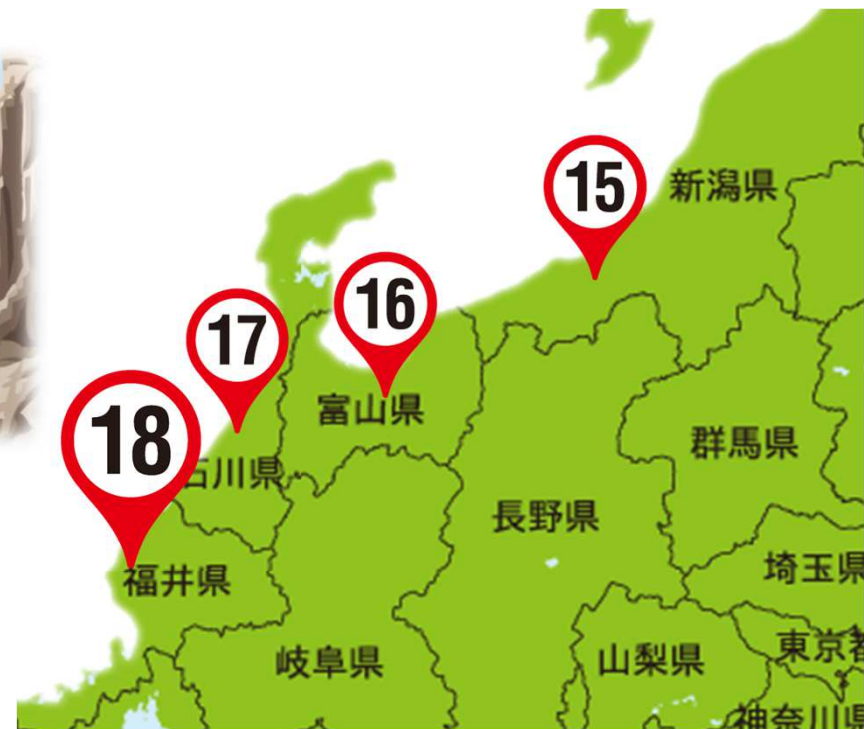 15
新潟県
16
17
富山県
18
群馬県
石川県
長野県
埼玉県
福井県
東京都
岐阜県
山梨県
神奈川県